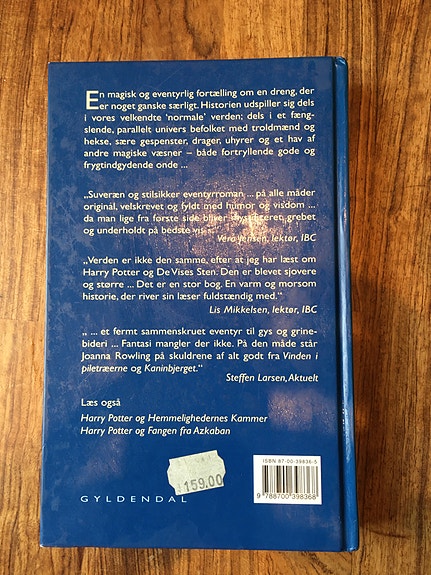 En magisk og eventyrlig fortælling om en dreng, der
er noget ganske særligt. Historien udspiller sig dels
i vores velkendte 'normale' verden; dels i et fæng-
slende, parallelt univers befolket med troldmænd og
hekse, sære gespenster, drager, uhyrer og et hav af
andre magiske væsner – både fortryllende gode og
frygtindgydende onde ...
„Suveræn og stilsikker eventyrroman ... på alle måder
original, velskrevet og fyldt med humor og visdom ...
da man lige fra første side bliver mystificeret, grebet
og underholdt på bedste vis."
Vera Jensen, lektør, IBC
„Verden er ikke den samme, efter at jeg har læst om
Harry Potter og De Vises Sten. Den er blevet sjovere
og større ... Det er en stor bog. En varm og morsom
historie, der river sin læser fuldstændig med."
Lis Mikkelsen, lektør, IBC
„ ... et fermt sammenskruet eventyr til gys og grine-
bideri ... Fantasi mangler der ikke. På den måde står
Joanna Rowling på skuldrene af alt godt fra Vinden i
piletræerne og Kaninbjerget."
Steffen Larsen, Aktuelt
Læs også
Harry Potter og Hemmelighedernes Kammer
Harry Potter og Fangen fra Azkaban
159.00
GYLDENDAL
ISBN 87-00-39836-5
9 788700 398368